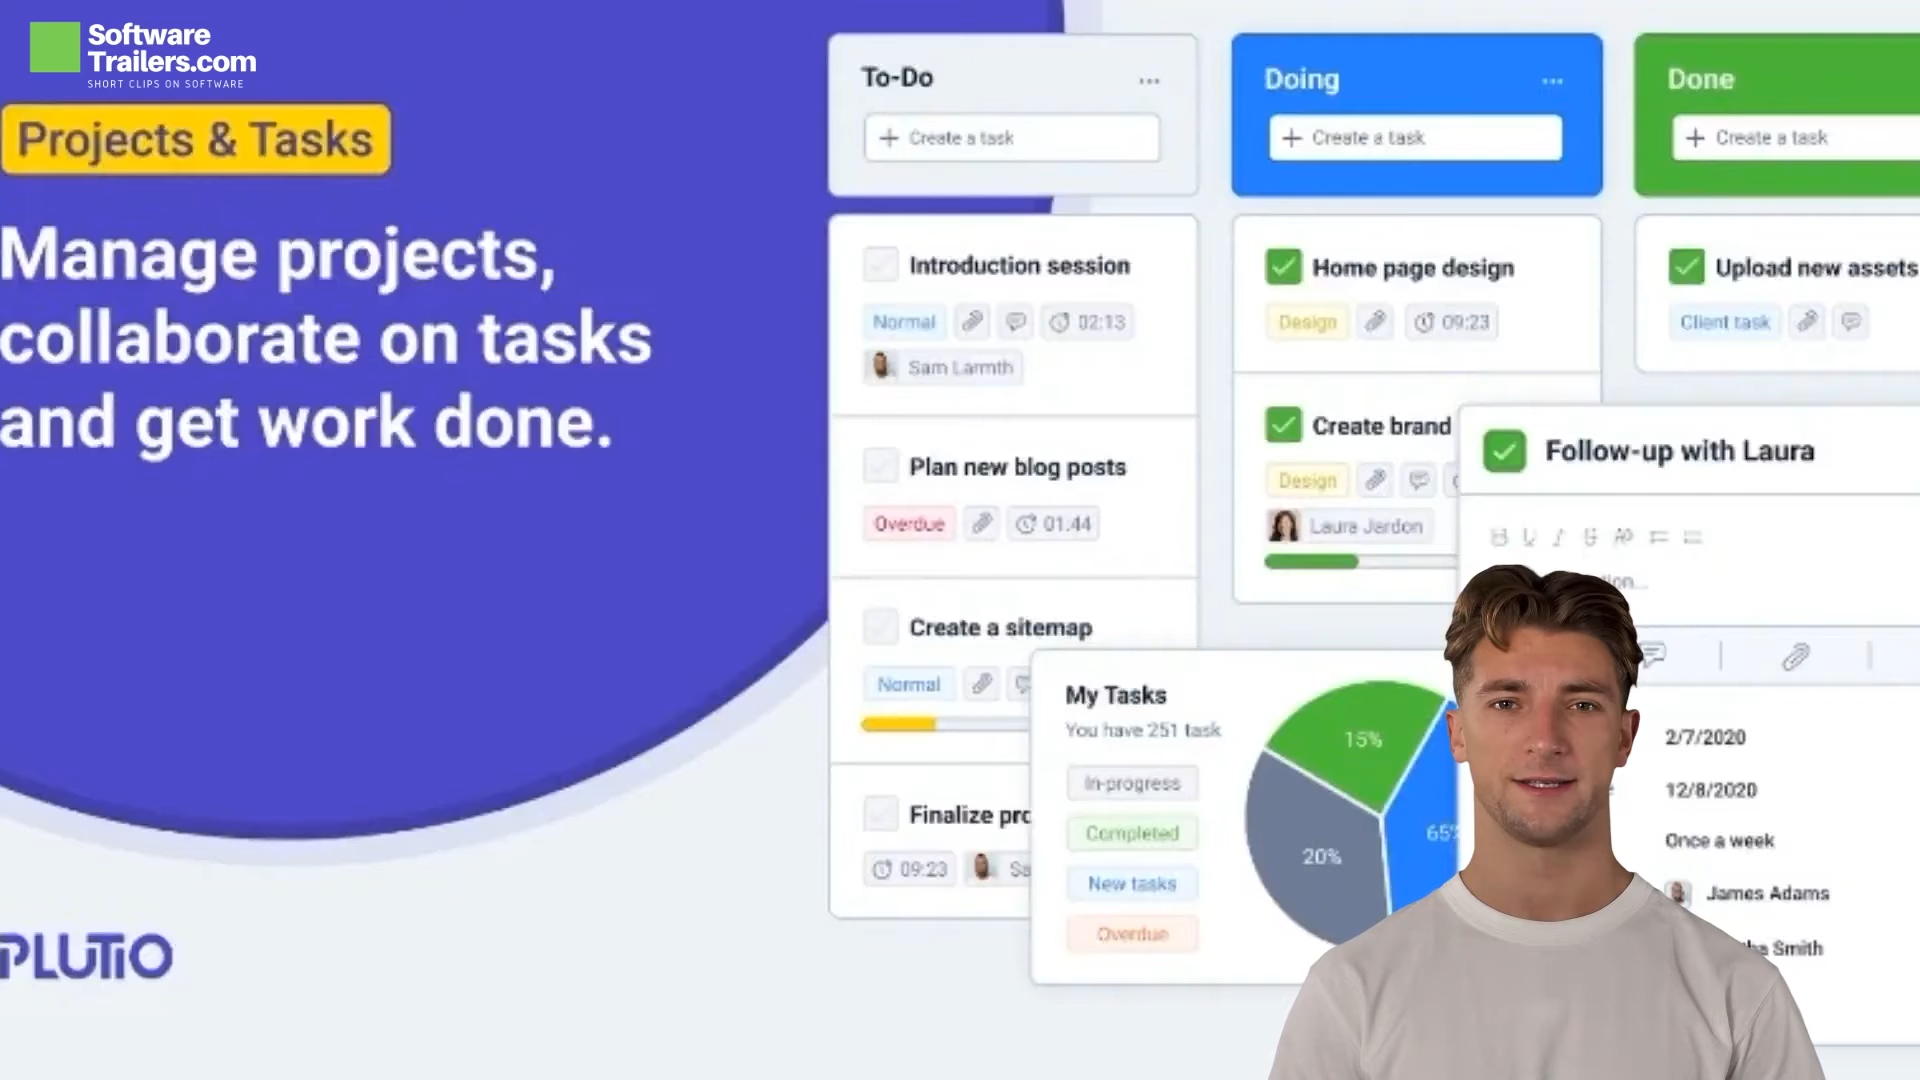 Software
Trailers.com
SHORT CLIPS ON SOFTWARE
Projects & Tasks
Manage projects,
collaborate on tasks
and get work done.
PLUTIO
To-Do
Create a task
Introduction session
Normal
02:13
Sam Larmth
Plan new blog posts
Overdue
01.44
Create a sitemap
Normal
Finalize
09:23
Doing
Create a task
Home page design
Design
09:23
Create brand
Design
Laura Jardon
Done
Create a task
Upload new assets
Client task
Follow-up with Laura
My Tasks
You have 251 task
In-progress
Completed
New tasks
Overdue
15%
20%
65%
2/7/2020
12/8/2020
Once a week
James Adams
Smith